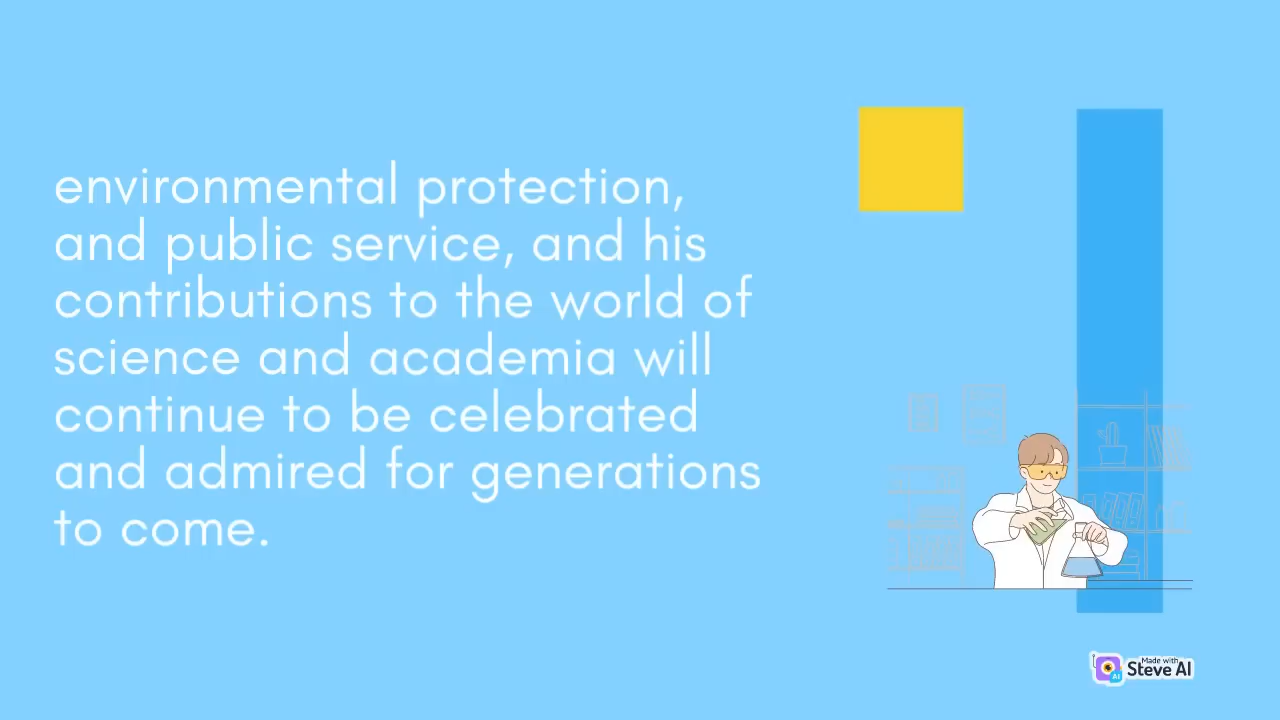 environmental protection,
and public service, and his
contributions to the world of
science and academia will
continue to be celebrated
and admired for generations
to come.
Made with
Steve AI
AI